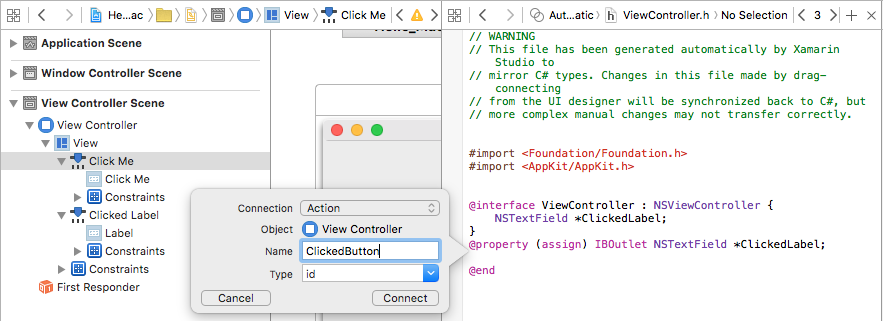 He...ac
View
Click Me
Aut...atic
ViewController.h
No Selection
3
Application Scene
Window Controller Scene
View Controller Scene
View Controller
View
Click Me
Click Me
Constraints
Clicked Label
Label
Constraints
Constraints
First Responder
Connection
Action
Object
View Controller
Name
ClickedButton
Type
id
Cancel
Connect
// WARNING
// This file has been generated automatically by Xamarin
Studio to
// mirror C# types. Changes in this file made by drag-
connecting
// from the UI designer will be synchronized back to C#, but
// more complex manual changes may not transfer correctly.
#import <Foundation/Foundation.h>
#import <AppKit/AppKit.h>
@interface ViewController : NSViewController {
NSTextField *ClickedLabel;
}
@property (assign) IBOutlet NSTextField *ClickedLabel;
@end